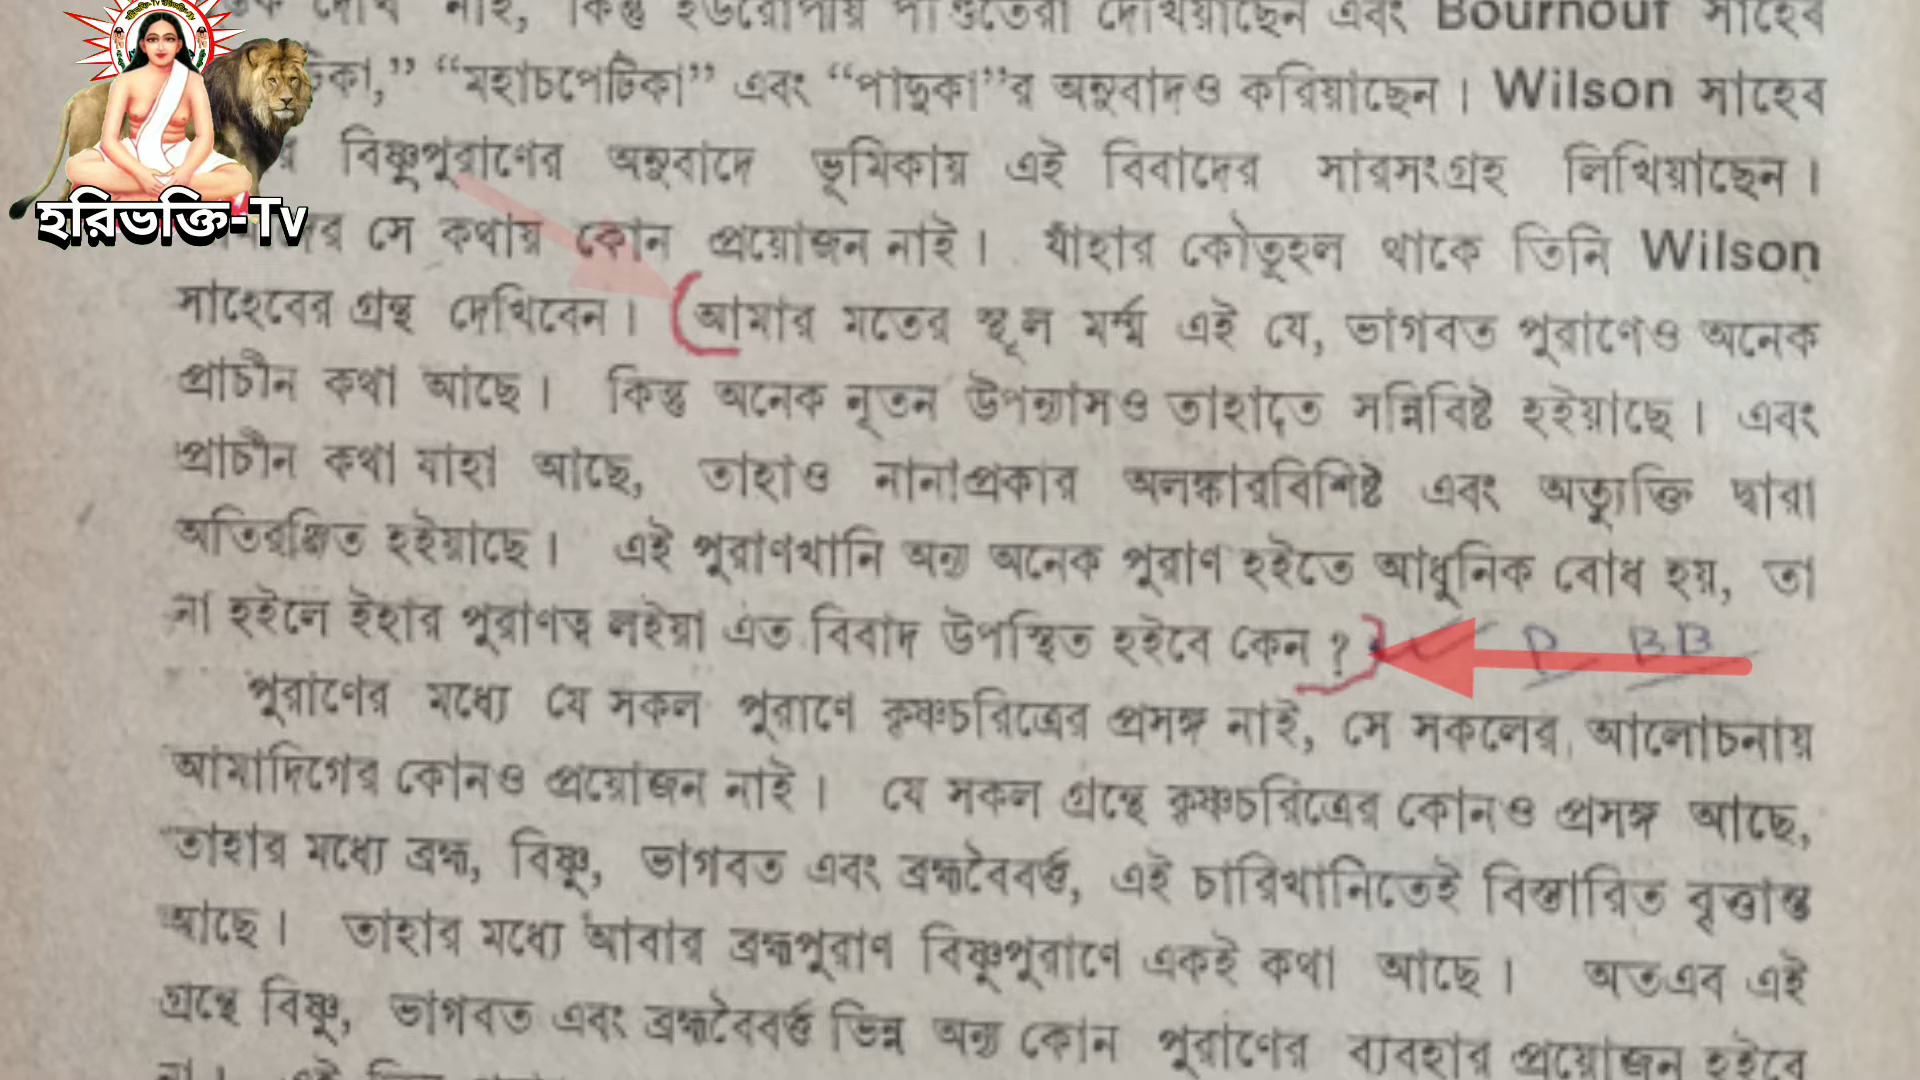 দেখি নাই, কিন্তু ইউরোপীয় পণ্ডিতেরা দেখিয়াছেন এবং Bournouf সাহেব
“মহাচপেটিকা” এবং “পাদুকা”র অনুবাদও করিয়াছেন। Wilson সাহেব
বিষ্ণুপুরাণের অনুবাদে ভূমিকায় এই বিবাদের সারসংগ্রহ লিখিয়াছেন।
সে কথায় কোন প্রয়োজন নাই। যাঁহার কৌতূহল থাকে তিনি Wilson
সাহেবের গ্রন্থ দেখিবেন। (আমার মতের স্থূল মর্ম্ম এই যে, ভাগবত পুরাণেও অনেক
প্রাচীন কথা আছে। কিন্তু অনেক নূতন উপন্যাসও তাহাতে সন্নিবিষ্ট হইয়াছে। এবং
প্রাচীন কথা যাহা আছে, তাহাও নানাপ্রকার অলঙ্কারবিশিষ্ট এবং অত্যুক্তি দ্বারা
অতিরঞ্জিত হইয়াছে। এই পুরাণখানি অন্য অনেক পুরাণ হইতে আধুনিক বোধ হয়, তা
না হইলে ইহার পুরাণত্ব লইয়া এত বিবাদ উপস্থিত হইবে কেন ?) P BB
পুরাণের মধ্যে যে সকল পুরাণে কৃষ্ণচরিত্রের প্রসঙ্গ নাই, সে সকলের আলোচনায়
আমাদিগের কোনও প্রয়োজন নাই। যে সকল গ্রন্থে কৃষ্ণচরিত্রের কোনও প্রসঙ্গ আছে,
তাহার মধ্যে ব্রহ্ম, বিষ্ণু, ভাগবত এবং ব্রহ্মবৈবর্ত্ত, এই চারিখানিতেই বিস্তারিত বৃত্তান্ত
আছে। তাহার মধ্যে আবার ব্রহ্মপুরাণ বিষ্ণুপুরাণে একই কথা আছে। অতএব এই
গ্রন্থে বিষ্ণু, ভাগবত এবং ব্রহ্মবৈবর্ত্ত ভিন্ন অন্য কোন পুরাণের ব্যবহার প্রয়োজন হইবে
না।
হরিভক্তি-Tv